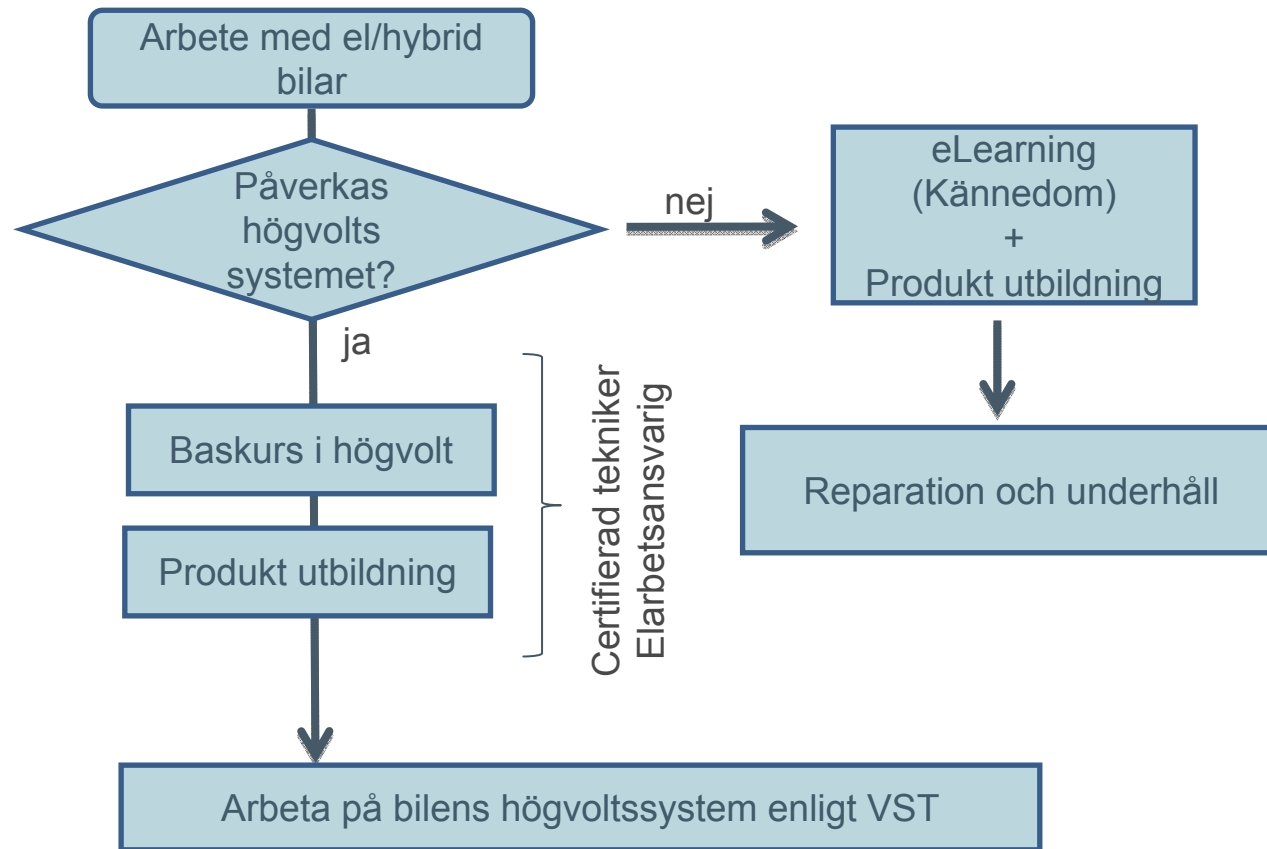 Arbete med el/hybrid
bilar
Påverkas
högvolts
systemet?
nej
eLearning
(Kännedom)
+
Produkt utbildning
ja
Baskurs i högvolt
Produkt utbildning
Certifierad tekniker
Elarbetsansvarig
Reparation och underhåll
Arbeta på bilens högvoltssystem enligt VST